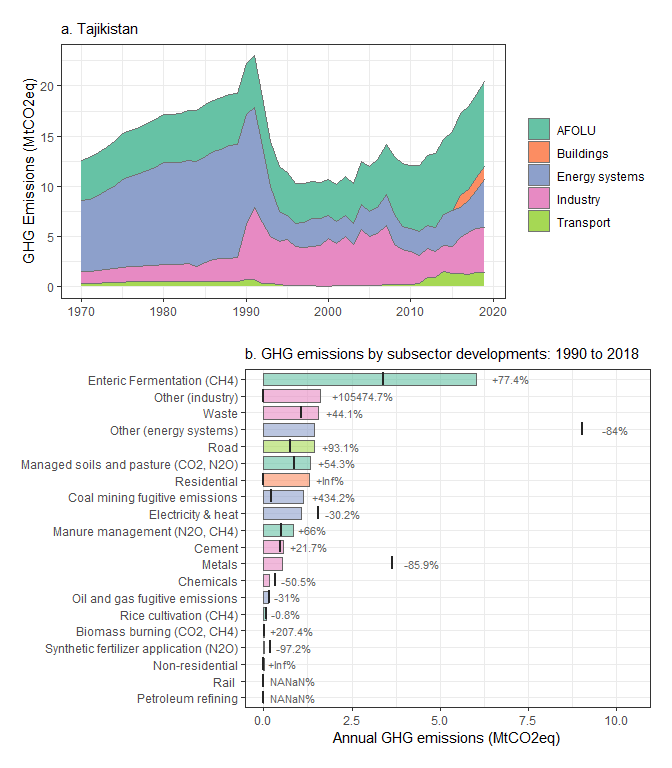 a. Tajikistan
GHG Emissions (MtCO2eq)
20
15
10
5
0
1970
1980
1990
2000
2010
2020
AFOLU
Buildings
Energy systems
Industry
Transport
b. GHG emissions by subsector developments: 1990 to 2018
Enteric Fermentation (CH4) +77.4%
Other (industry) +105474.7%
Waste +44.1%
Other (energy systems) -84%
Road +93.1%
Managed soils and pasture (CO2, N2O) +54.3%
Residential +Inf%
Coal mining fugitive emissions +434.2%
Electricity & heat -30.2%
Manure management (N2O, CH4) +66%
Cement +21.7%
Metals -85.9%
Chemicals -50.5%
Oil and gas fugitive emissions -31%
Rice cultivation (CH4) -0.8%
Biomass burning (CO2, CH4) +207.4%
Synthetic fertilizer application (N2O) -97.2%
Non-residential +Inf%
Rail NANaN%
Petroleum refining NANaN%
0.0
2.5
5.0
7.5
10.0
Annual GHG emissions (MtCO2eq)